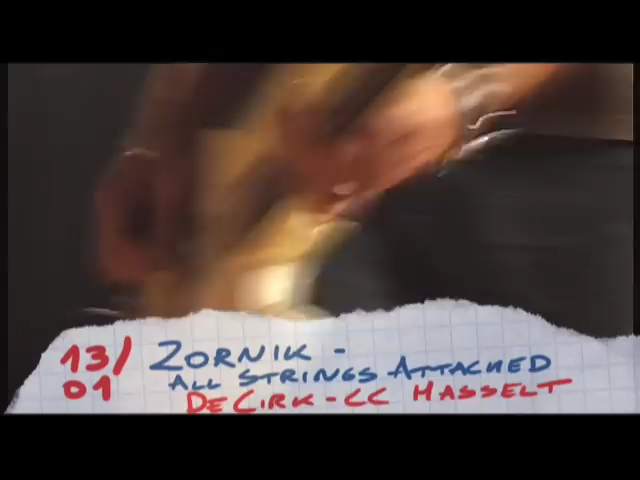 13/
01
ZORNIK -
ALL STRINGS ATTACHED
DE CIRK - CC HASSELT